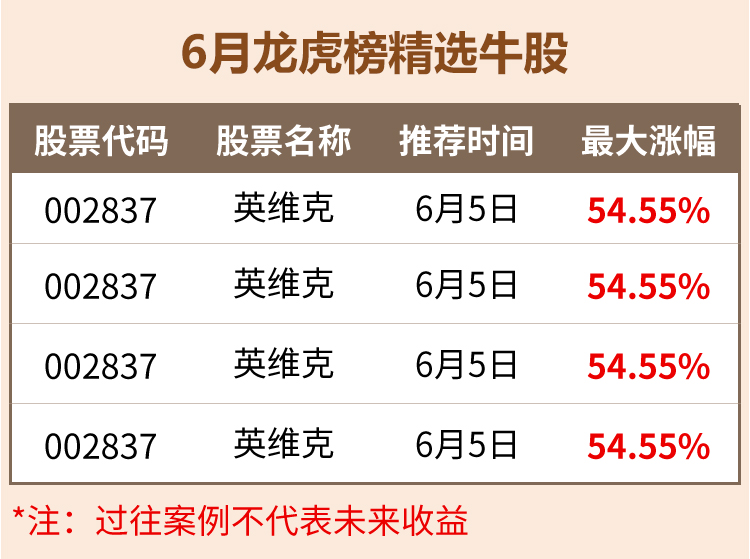 6月龙虎榜精选牛股
股票代码 股票名称 推荐时间 最大涨幅
002837 英维克 6月5日 54.55%
002837 英维克 6月5日 54.55%
002837 英维克 6月5日 54.55%
002837 英维克 6月5日 54.55%
*注：过往案例不代表未来收益